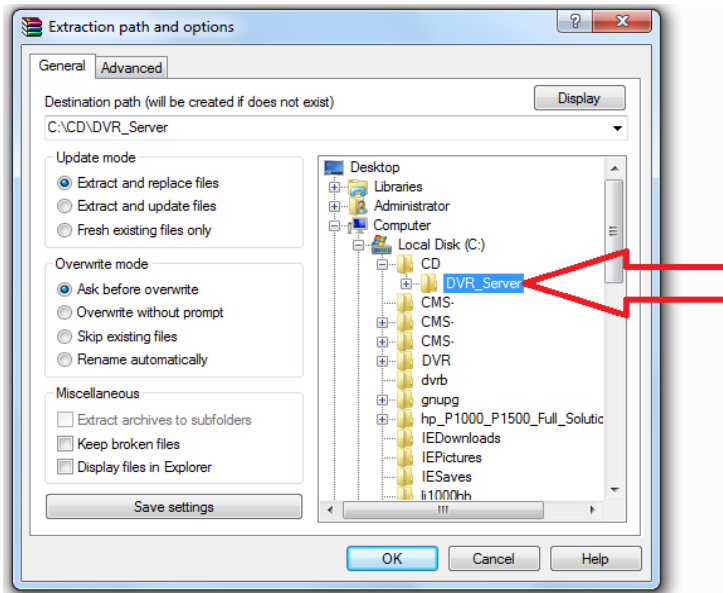 Extraction path and options
General
Advanced
Destination path (will be created if does not exist)
Display
C:\CD\DVR_Server
Update mode
Extract and replace files
Extract and update files
Fresh existing files only
Overwrite mode
Ask before overwrite
Overwrite without prompt
Skip existing files
Rename automatically
Miscellaneous
Extract archives to subfolders
Keep broken files
Display files in Explorer
Save settings
Desktop
Libraries
Administrator
Computer
Local Disk (C:)
CD
DVR_Server
CMS-
CMS-
CMS-
DVR
dvrb
gnupg
hp_P1000_P1500_Full_Solutic
IEDownloads
IEPictures
IESaves
li1000hb
OK
Cancel
Help